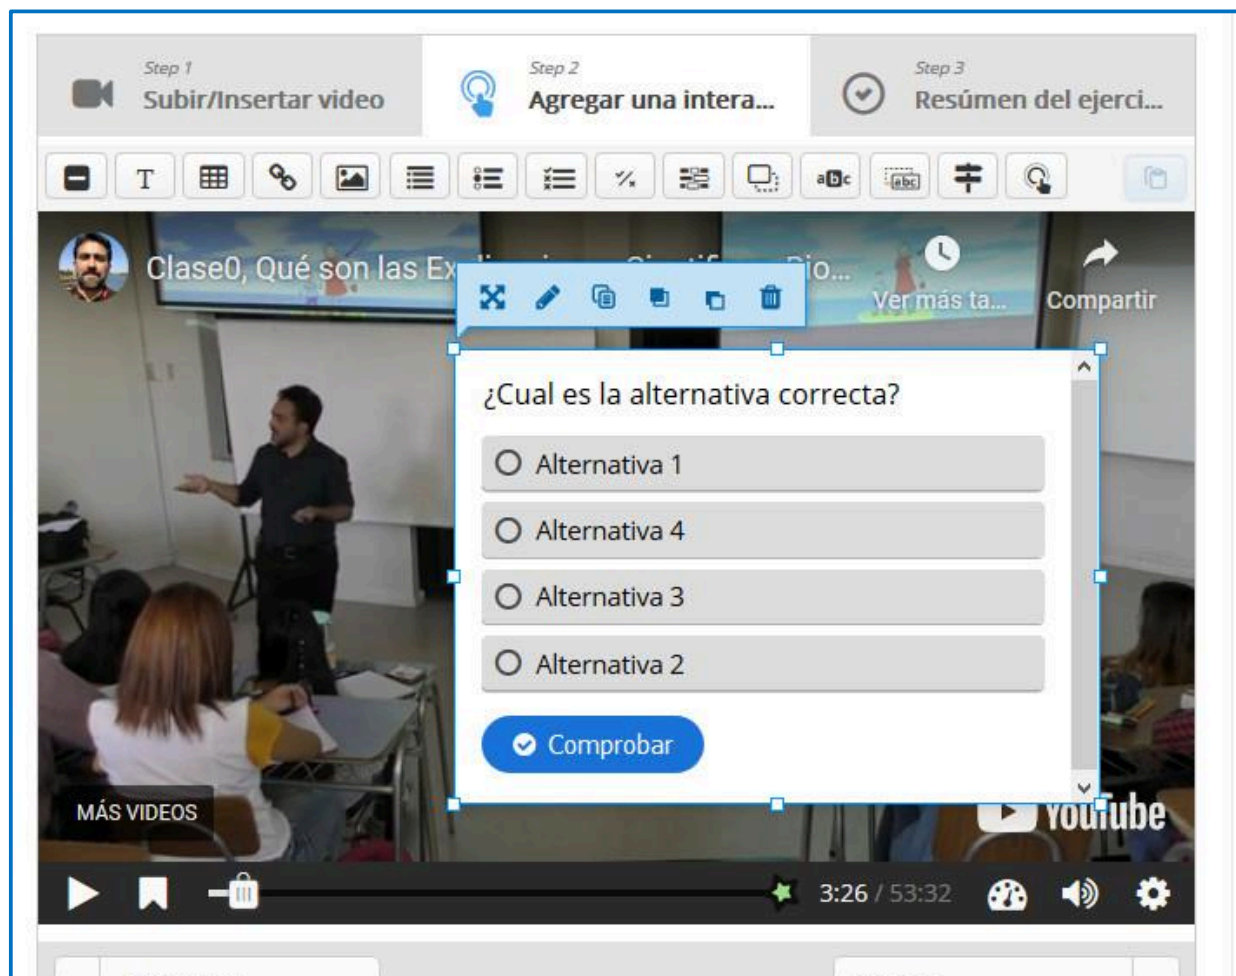 Step 1
Subir/Insertar video
Step 2
Agregar una intera...
Step 3
Resúmen del ejerci...
T
aBc
abc
Clase0, Qué son las Ex
io...
Ver más ta...
Compartir
¿Cual es la alternativa correcta?
Alternativa 1
Alternativa 4
Alternativa 3
Alternativa 2
Comprobar
MÁS VIDEOS
YouTube
3:26 / 53:32